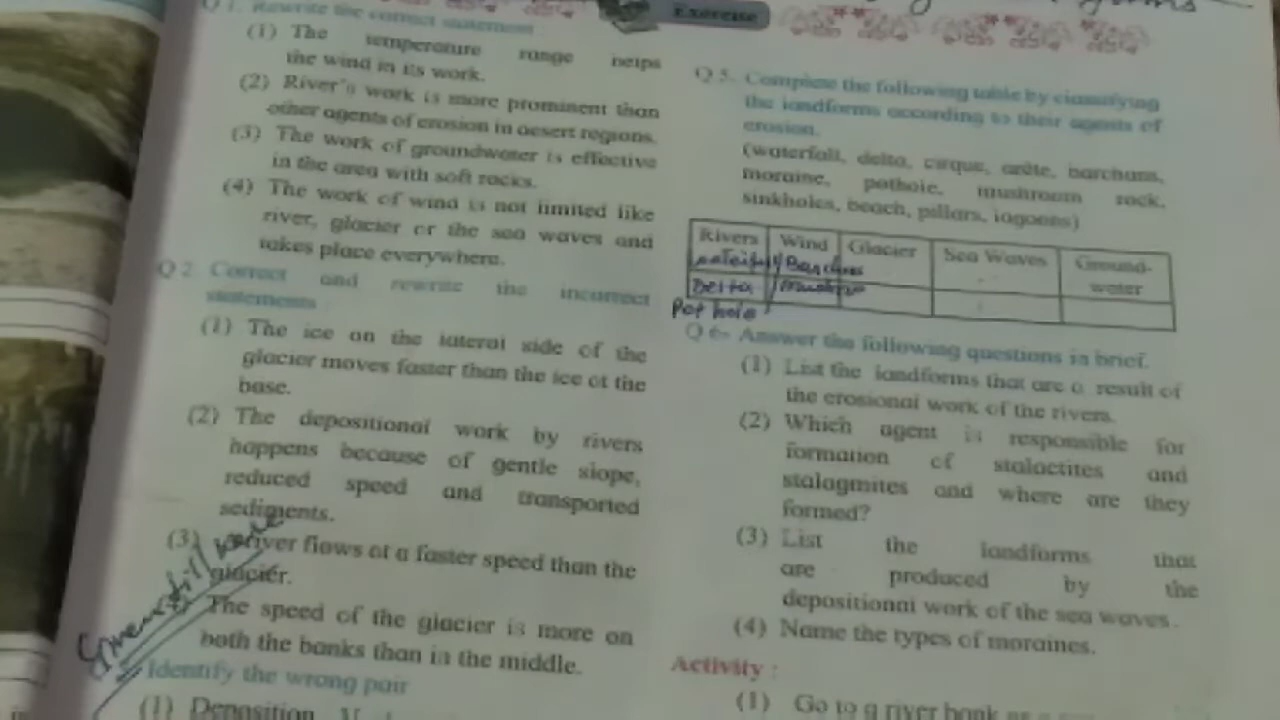 Exercise
Q 1. Rewrite the correct statement
(1) The temperature range helps
the wind in its work.
(2) River's work is more prominent than
other agents of erosion in desert regions.
(3) The work of groundwater is effective
in the area with soft rocks.
(4) The work of wind is not limited like
river, glacier or the sea waves and
takes place everywhere.
Q 2 Correct and rewrite the incorrect
statements
(1) The ice on the lateral side of the
glacier moves faster than the ice at the
base.
(2) The depositional work by rivers
happens because of gentle slope,
reduced speed and transported
sediments.
(3) river flows at a faster speed than the
glacier.
The speed of the glacier is more on
both the banks than in the middle.
Identify the wrong pair
(1) Deposition
Q 5. Complete the following table by classifying
the landforms according to their agents of
erosion.
(waterfall, delta, cirque, arête, barchans,
moraine, pothole, mushroom rock,
sinkholes, beach, pillars, lagoons)
Rivers Wind Glacier Sea Waves Ground-
water
Delta
Pot hole
Q 6- Answer the following questions in brief.
(1) List the landforms that are a result of
the erosional work of the rivers.
(2) Which agent is responsible for
formation of stalactites and
stalagmites and where are they
formed?
(3) List the landforms that
are produced by the
depositional work of the sea waves.
(4) Name the types of moraines.
Activity :
(1) Go to a river bank